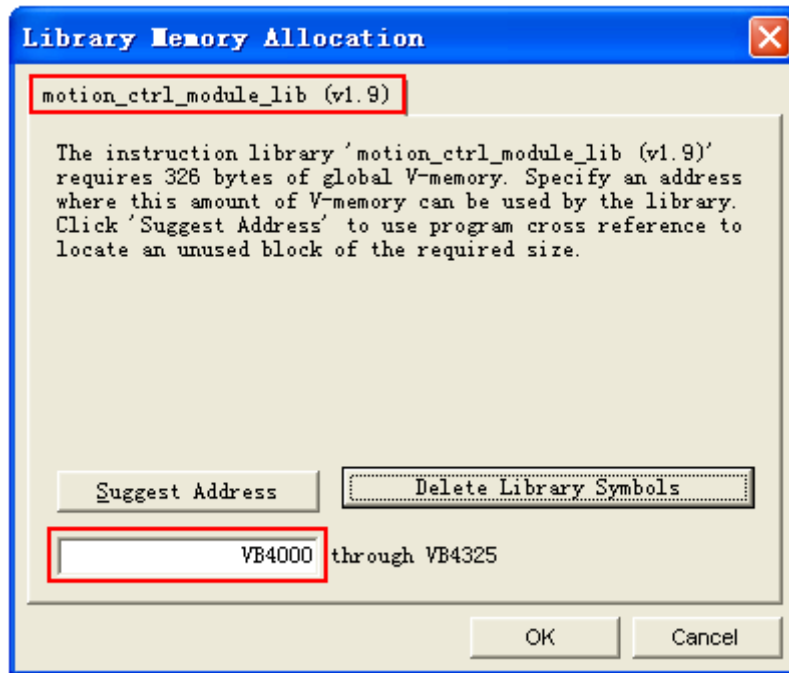 Library Memory Allocation
motion_ctrl_module_lib (v1.9)
The instruction library 'motion_ctrl_module_lib (v1.9)'
requires 326 bytes of global V-memory. Specify an address
where this amount of V-memory can be used by the library.
Click 'Suggest Address' to use program cross reference to
locate an unused block of the required size.
Suggest Address
Delete Library Symbols
VB4000 through VB4325
OK
Cancel